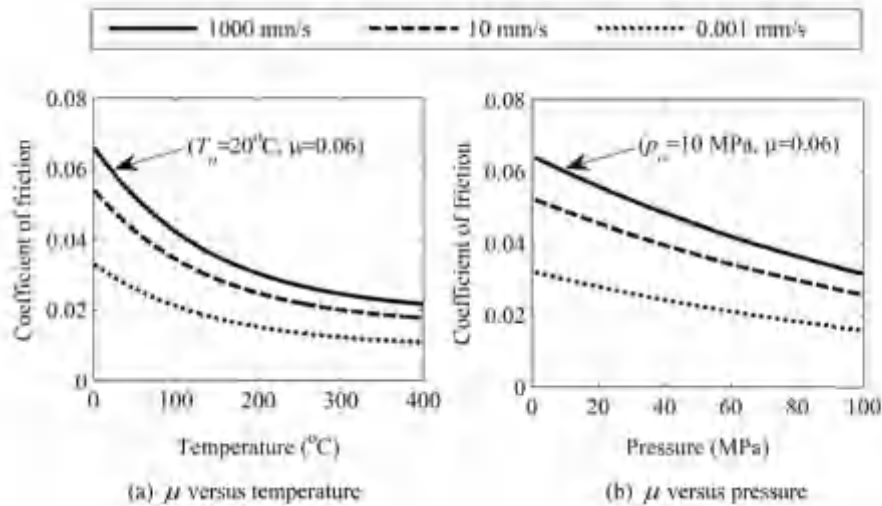 1000 mm/s 10 mm/s 0.001 mm/s
0.08
0.06
0.04
0.02
0
Coefficient of friction
(T =20°C, μ=0.06)
0 100 200 300 400
Temperature (°C)
(a) μ versus temperature
0.08
0.06
0.04
0.02
0
Coefficient of friction
(p =10 MPa, μ=0.06)
0 20 40 60 80 100
Pressure (MPa)
(b) μ versus pressure